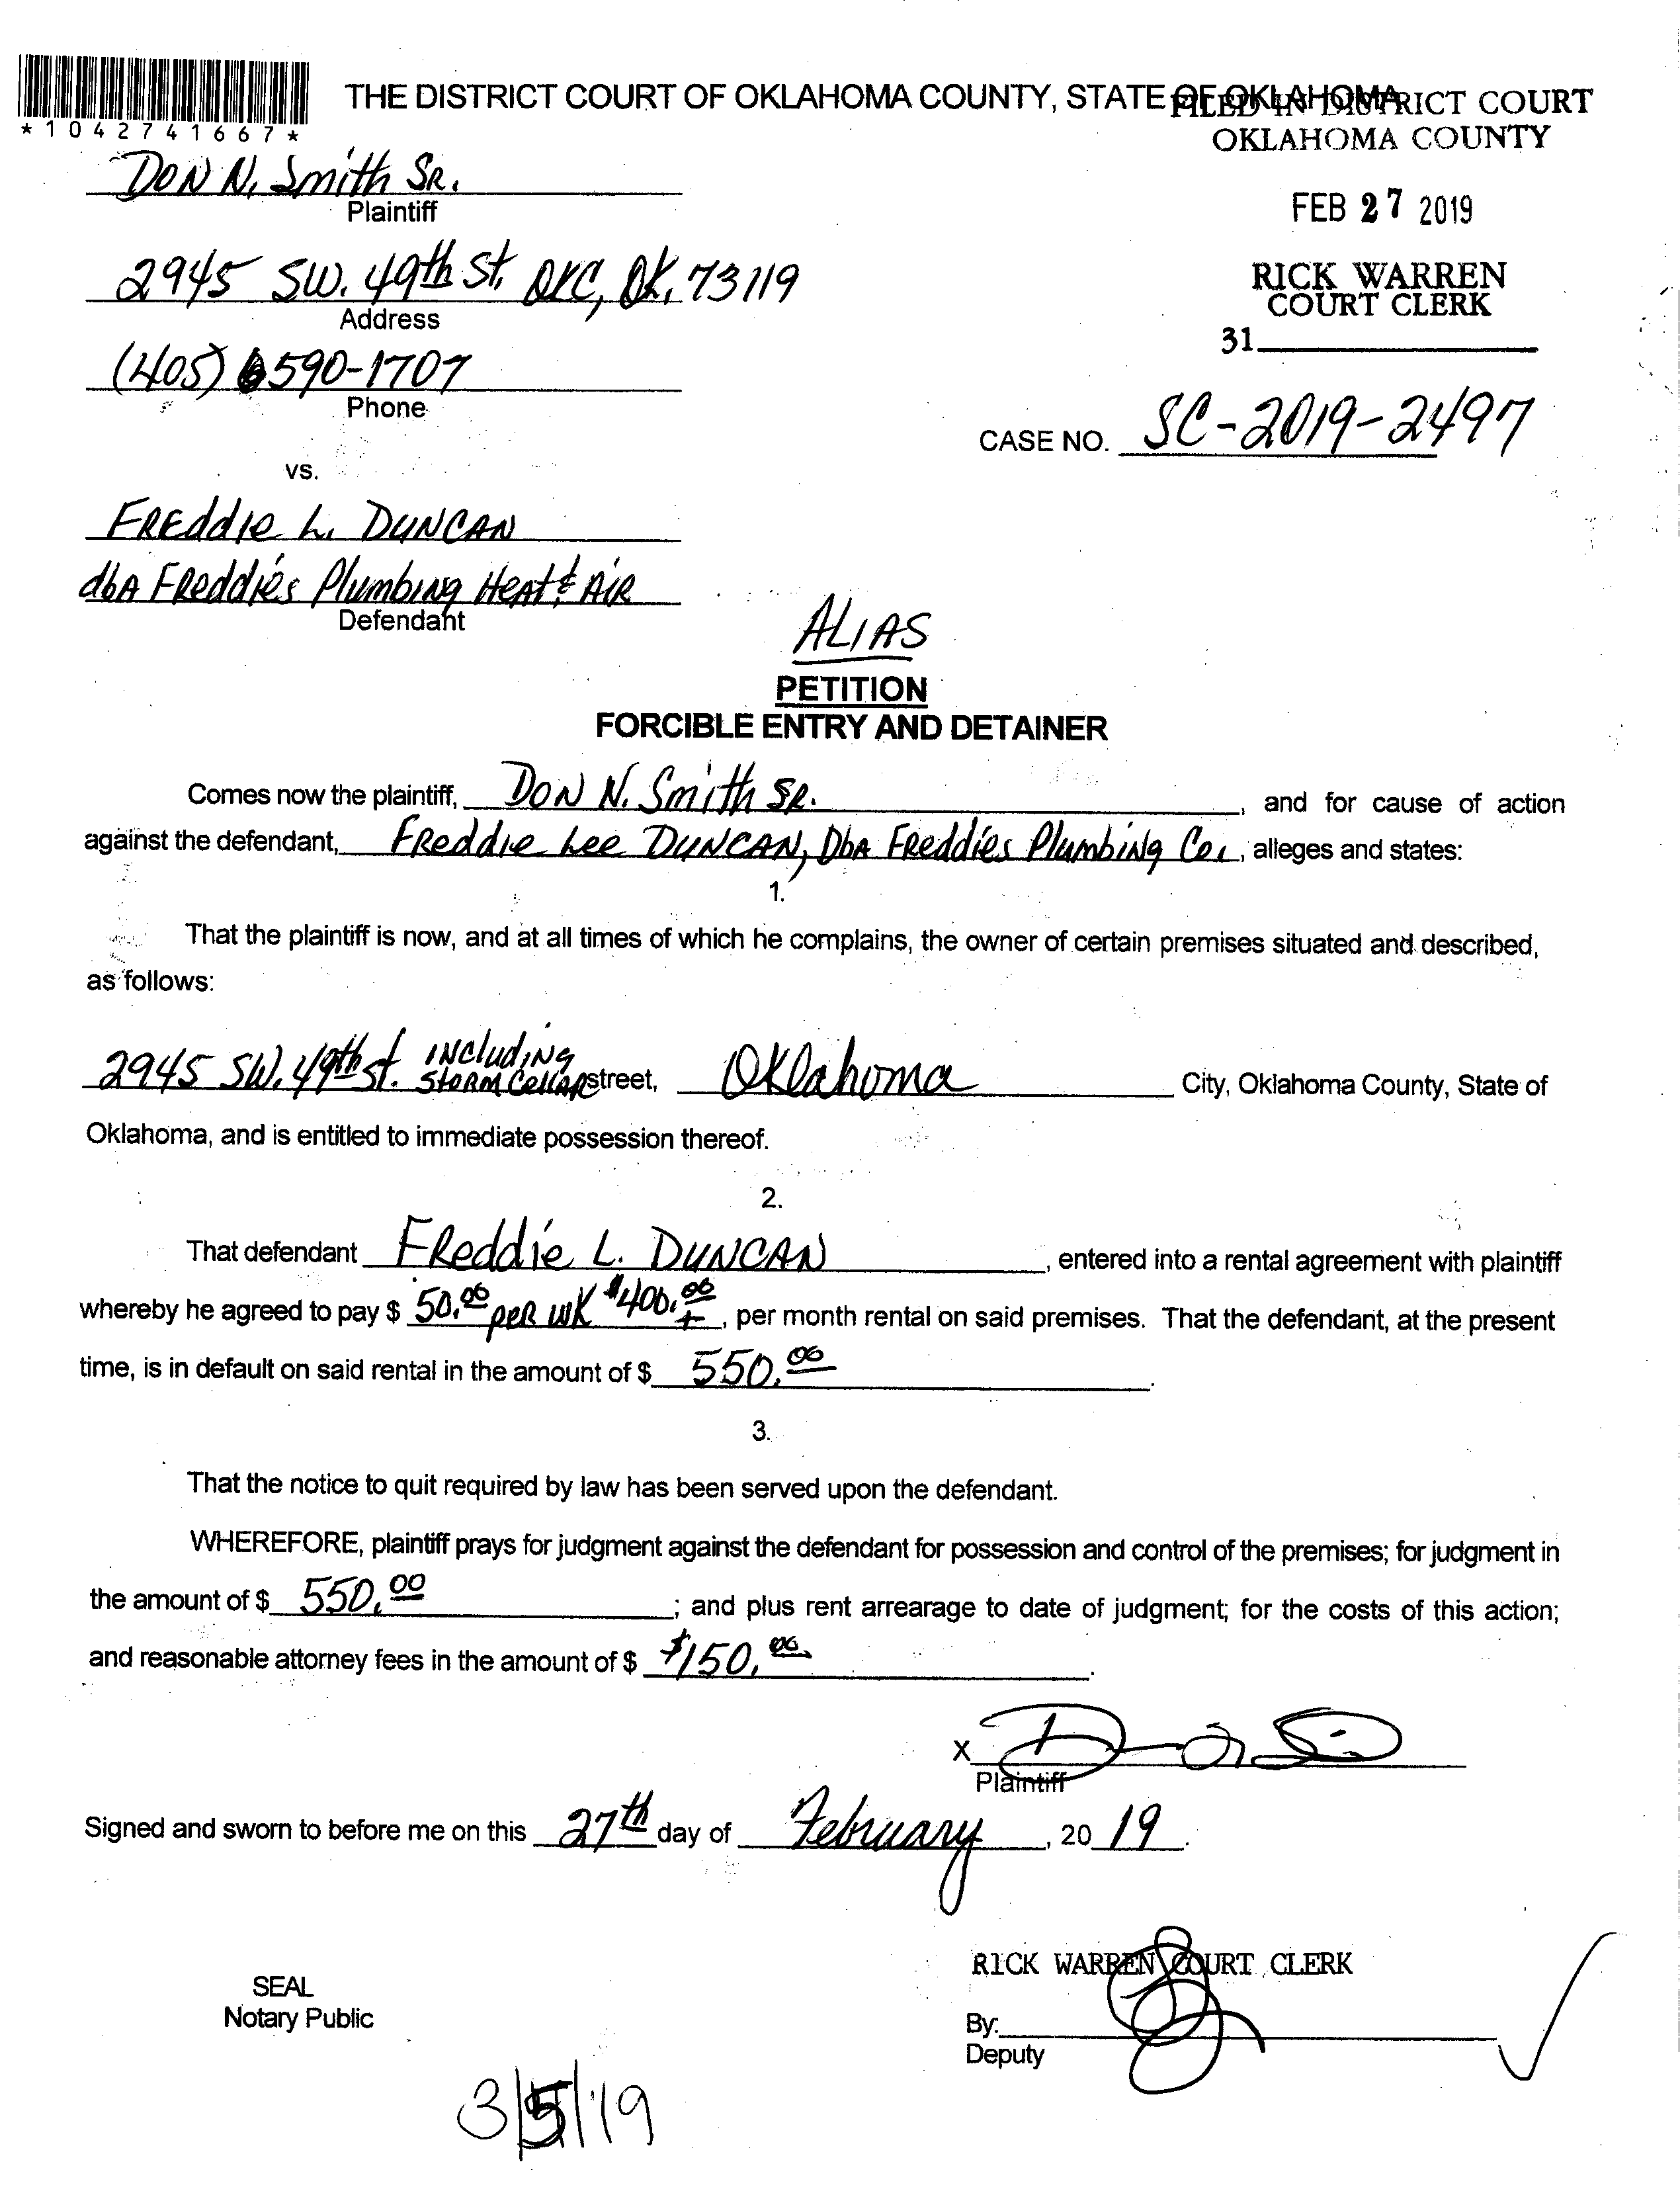 THE DISTRICT COURT OF OKLAHOMA COUNTY, STATE OF OKLAHOMA
FILED IN DISTRICT COURT
OKLAHOMA COUNTY
*1042741667*
DON N. Smith SR.
Plaintiff
FEB 27 2019
2945 SW. 49th St. OKC, OK. 73119
Address
RICK WARREN
COURT CLERK
31
(405) 590-1707
Phone
CASE NO. SC-2019-2497
vs.
FREddie L. DUNCAN
dbA FReddies Plumbing HeAt & AiR
Defendant
ALIAS
PETITION
FORCIBLE ENTRY AND DETAINER
Comes now the plaintiff, DON N. Smith SR. , and for cause of action
against the defendant, FReddie Lee DUNCAN, DbA FReddies Plumbing Co. , alleges and states:
1.
That the plaintiff is now, and at all times of which he complains, the owner of certain premises situated and described,
as follows:
2945 SW. 49th st. INcludiNg StoRm CellAR street, Oklahoma City, Oklahoma County, State of
Oklahoma, and is entitled to immediate possession thereof.
2.
That defendant FReddie L. DUNCAN , entered into a rental agreement with plaintiff
whereby he agreed to pay $ 50.00 peR wK $400.00 + , per month rental on said premises. That the defendant, at the present
time, is in default on said rental in the amount of $ 550.00 .
3.
That the notice to quit required by law has been served upon the defendant.
WHEREFORE, plaintiff prays for judgment against the defendant for possession and control of the premises; for judgment in
the amount of $ 550.00 ; and plus rent arrearage to date of judgment; for the costs of this action;
and reasonable attorney fees in the amount of $ $150.00 .
X
Plaintiff
Signed and sworn to before me on this 27th day of February , 20 19 .
RICK WARREN COURT CLERK
SEAL
Notary Public
By:
Deputy
3/5/19